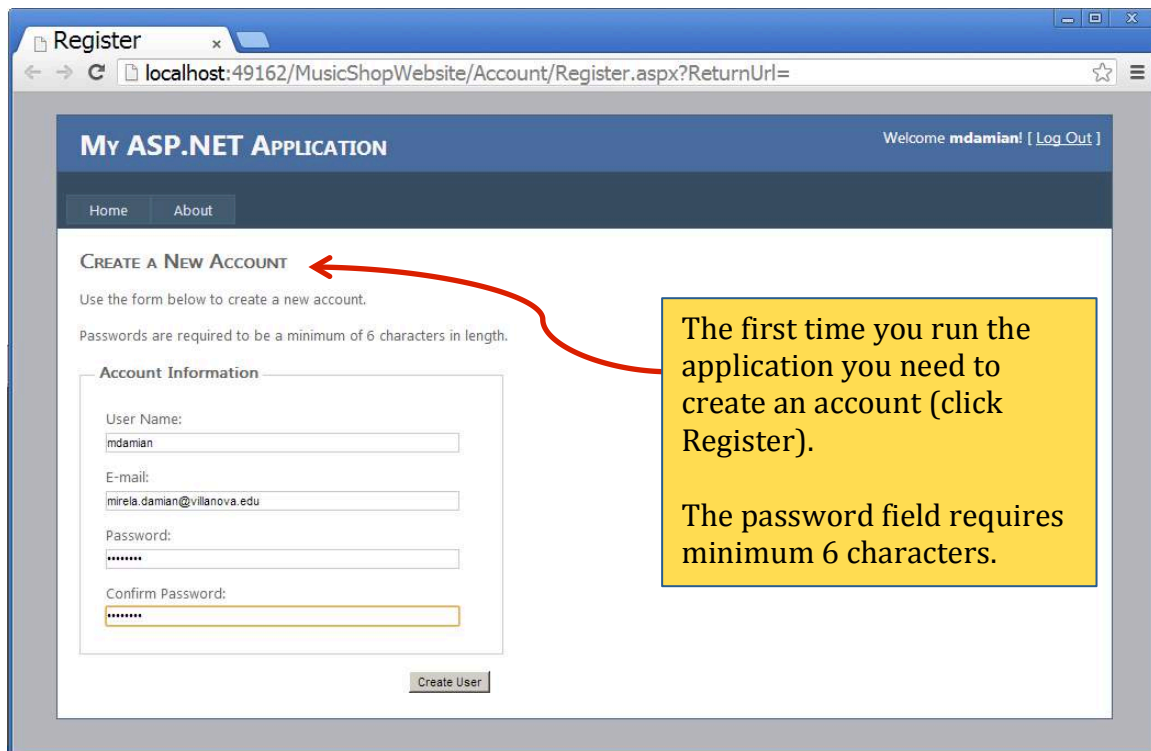 Register
localhost:49162/MusicShopWebsite/Account/Register.aspx?ReturnUrl=
My ASP.NET Application
Welcome mdamian! [ Log Out ]
Home About
Create a New Account
Use the form below to create a new account.
Passwords are required to be a minimum of 6 characters in length.
Account Information
User Name:
mdamian
E-mail:
mirela.damian@villanova.edu
Password:
••••••••
Confirm Password:
••••••••
Create User
The first time you run the
application you need to
create an account (click
Register).
The password field requires
minimum 6 characters.